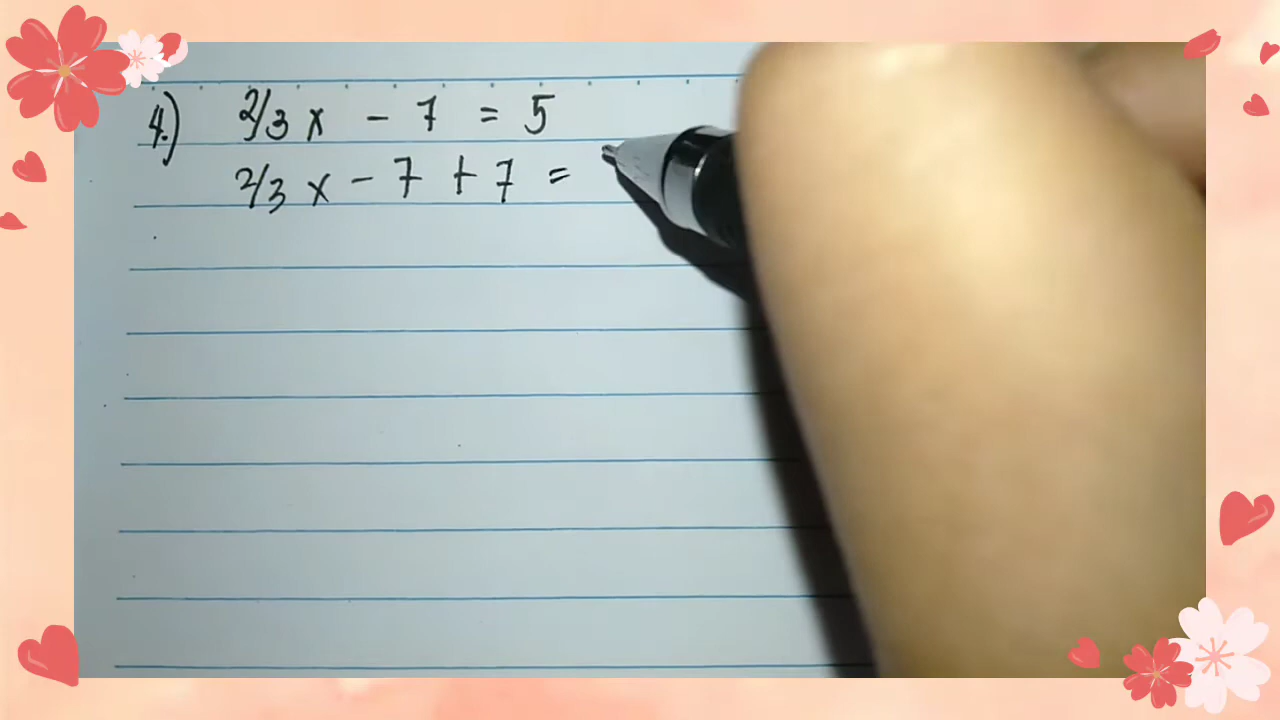 4.) 2/3 x - 7 = 5
2/3 x - 7 + 7 =